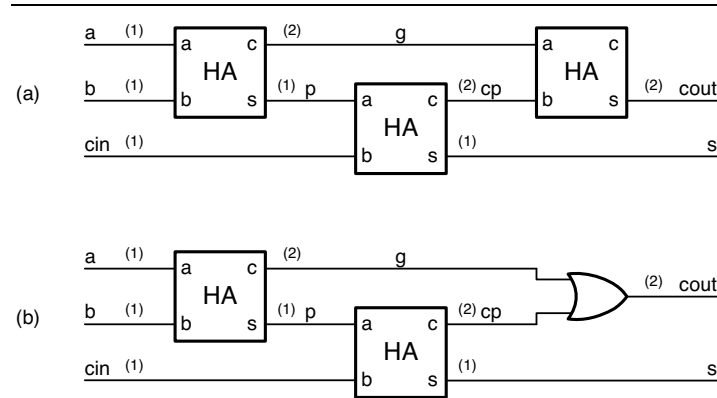 a (1) a c (2) g a c
HA HA
(a) b (1) b s (1) p a c (2) cp b s (2) cout
HA
cin (1) b s (1) s
a (1) a c (2) g
HA
(b) b (1) b s (1) p a c (2) cp (2) cout
HA
cin (1) b s (1) s